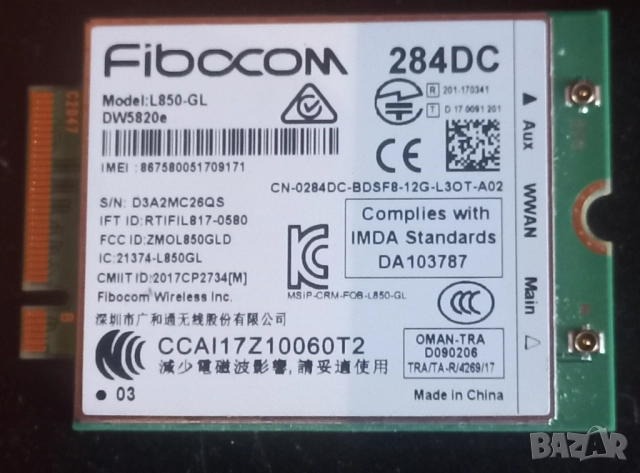 Fibocom 284DC
Model:L850-GL
DW5820e
R 201-170341
T D 17 0091 201
IMEI : 867580051709171
CN-0284DC-BDSF8-12G-L3OT-A02
S/N: D3A2MC26QS
IFT ID:RTIFIL817-0580
FCC ID:ZMOL850GLD
IC:21374-L850GL
CMIIT ID:2017CP2734[M]
Fibocom Wireless Inc.
深圳市广和通无线股份有限公司
Complies with
IMDA Standards
DA103787
MSIP-CRM-FOB-L850-GL
CCC
CCAI17Z10060T2
減少電磁波影響,請妥適使用
03
OMAN-TRA
D090206
TRA/TA-R/4269/17
Made in China
▲ Aux WWAN Main △
BAZAR